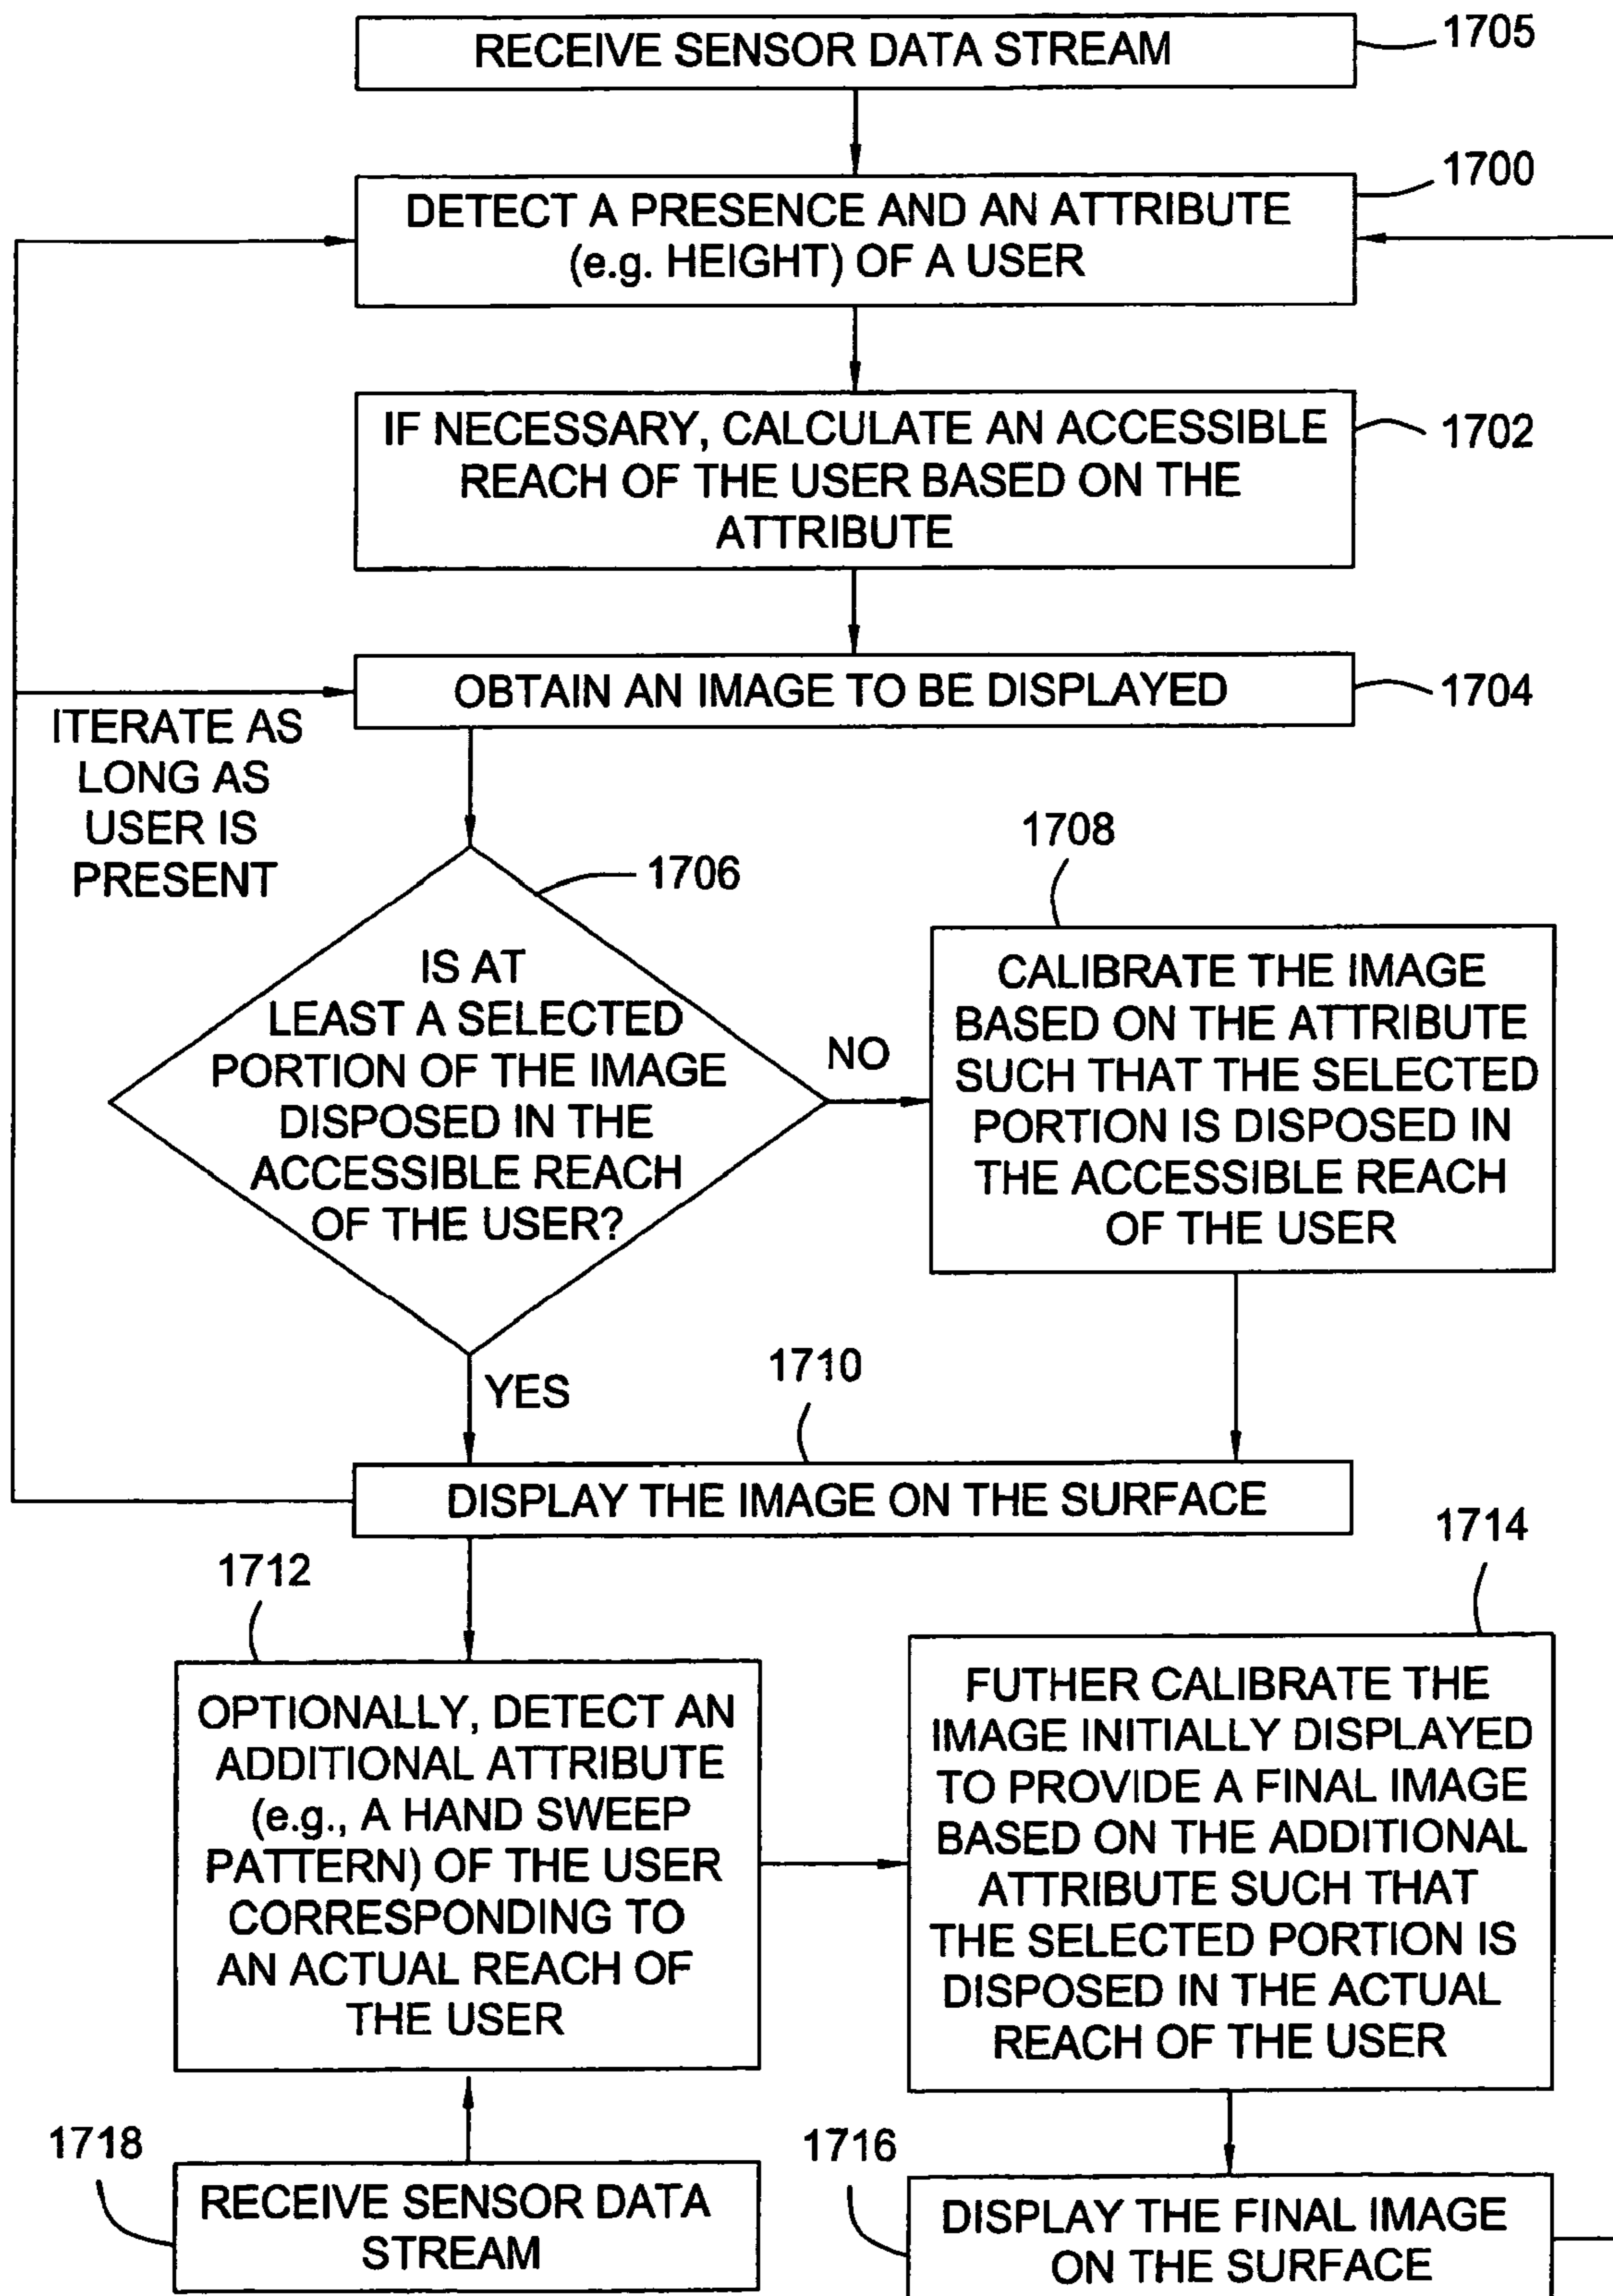 RECEIVE SENSOR DATA STREAM
1705
1700
DETECT A PRESENCE AND AN ATTRIBUTE
(e.g. HEIGHT) OF A USER
IF NECESSARY, CALCULATE AN ACCESSIBLE
REACH OF THE USER BASED ON THE
ATTRIBUTE
1702
OBTAIN AN IMAGE TO BE DISPLAYED
1704
ITERATE AS
LONG AS
USER IS
PRESENT
1706
IS AT
LEAST A SELECTED
PORTION OF THE IMAGE
DISPOSED IN THE
ACCESSIBLE REACH
OF THE USER?
NO
1708
CALIBRATE THE IMAGE
BASED ON THE ATTRIBUTE
SUCH THAT THE SELECTED
PORTION IS DISPOSED IN
THE ACCESSIBLE REACH
OF THE USER
YES
1710
DISPLAY THE IMAGE ON THE SURFACE
1712
OPTIONALLY, DETECT AN
ADDITIONAL ATTRIBUTE
(e.g., A HAND SWEEP
PATTERN) OF THE USER
CORRESPONDING TO
AN ACTUAL REACH OF
THE USER
1714
FUTHER CALIBRATE THE
IMAGE INITIALLY DISPLAYED
TO PROVIDE A FINAL IMAGE
BASED ON THE ADDITIONAL
ATTRIBUTE SUCH THAT
THE SELECTED PORTION IS
DISPOSED IN THE ACTUAL
REACH OF THE USER
1718
RECEIVE SENSOR DATA
STREAM
1716
DISPLAY THE FINAL IMAGE
ON THE SURFACE